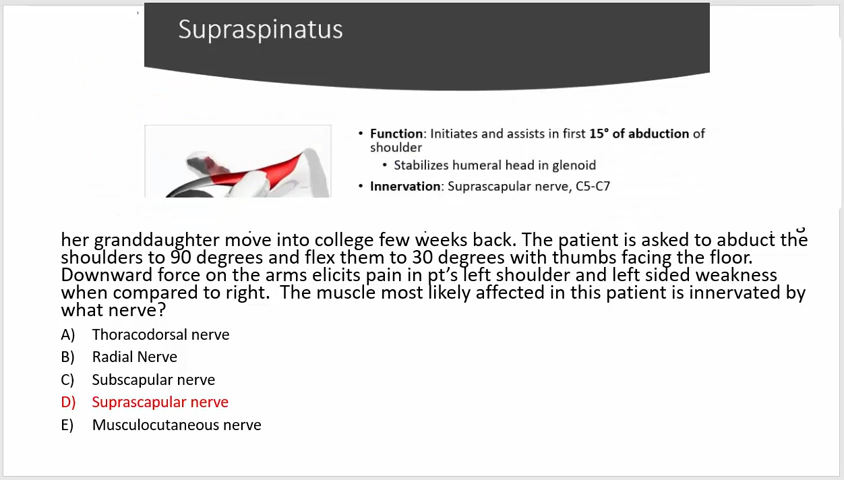 Supraspinatus
• Function: Initiates and assists in first 15° of abduction of
shoulder
• Stabilizes humeral head in glenoid
• Innervation: Suprascapular nerve, C5-C7
her granddaughter move into college few weeks back. The patient is asked to abduct the
shoulders to 90 degrees and flex them to 30 degrees with thumbs facing the floor.
Downward force on the arms elicits pain in pt’s left shoulder and left sided weakness
when compared to right.  The muscle most likely affected in this patient is innervated by
what nerve?
A) Thoracodorsal nerve
B) Radial Nerve
C) Subscapular nerve
D) Suprascapular nerve
E) Musculocutaneous nerve